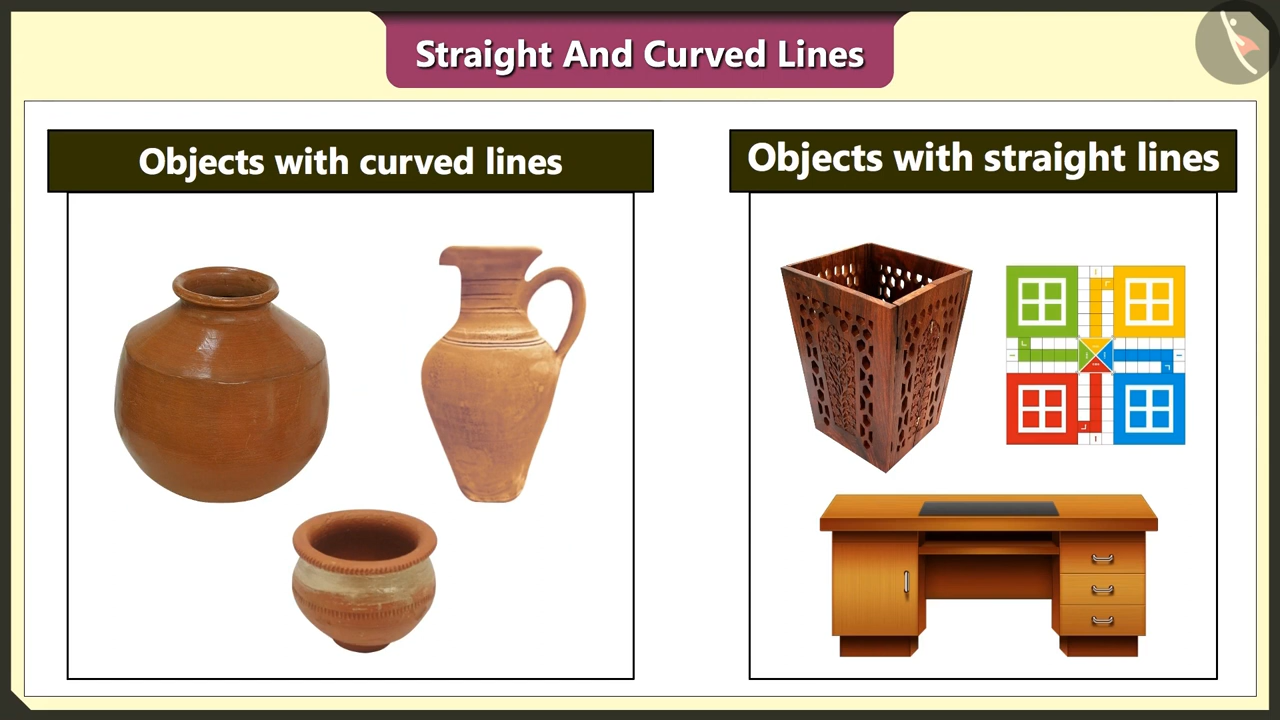 Straight And Curved Lines
Objects with curved lines
Objects with straight lines